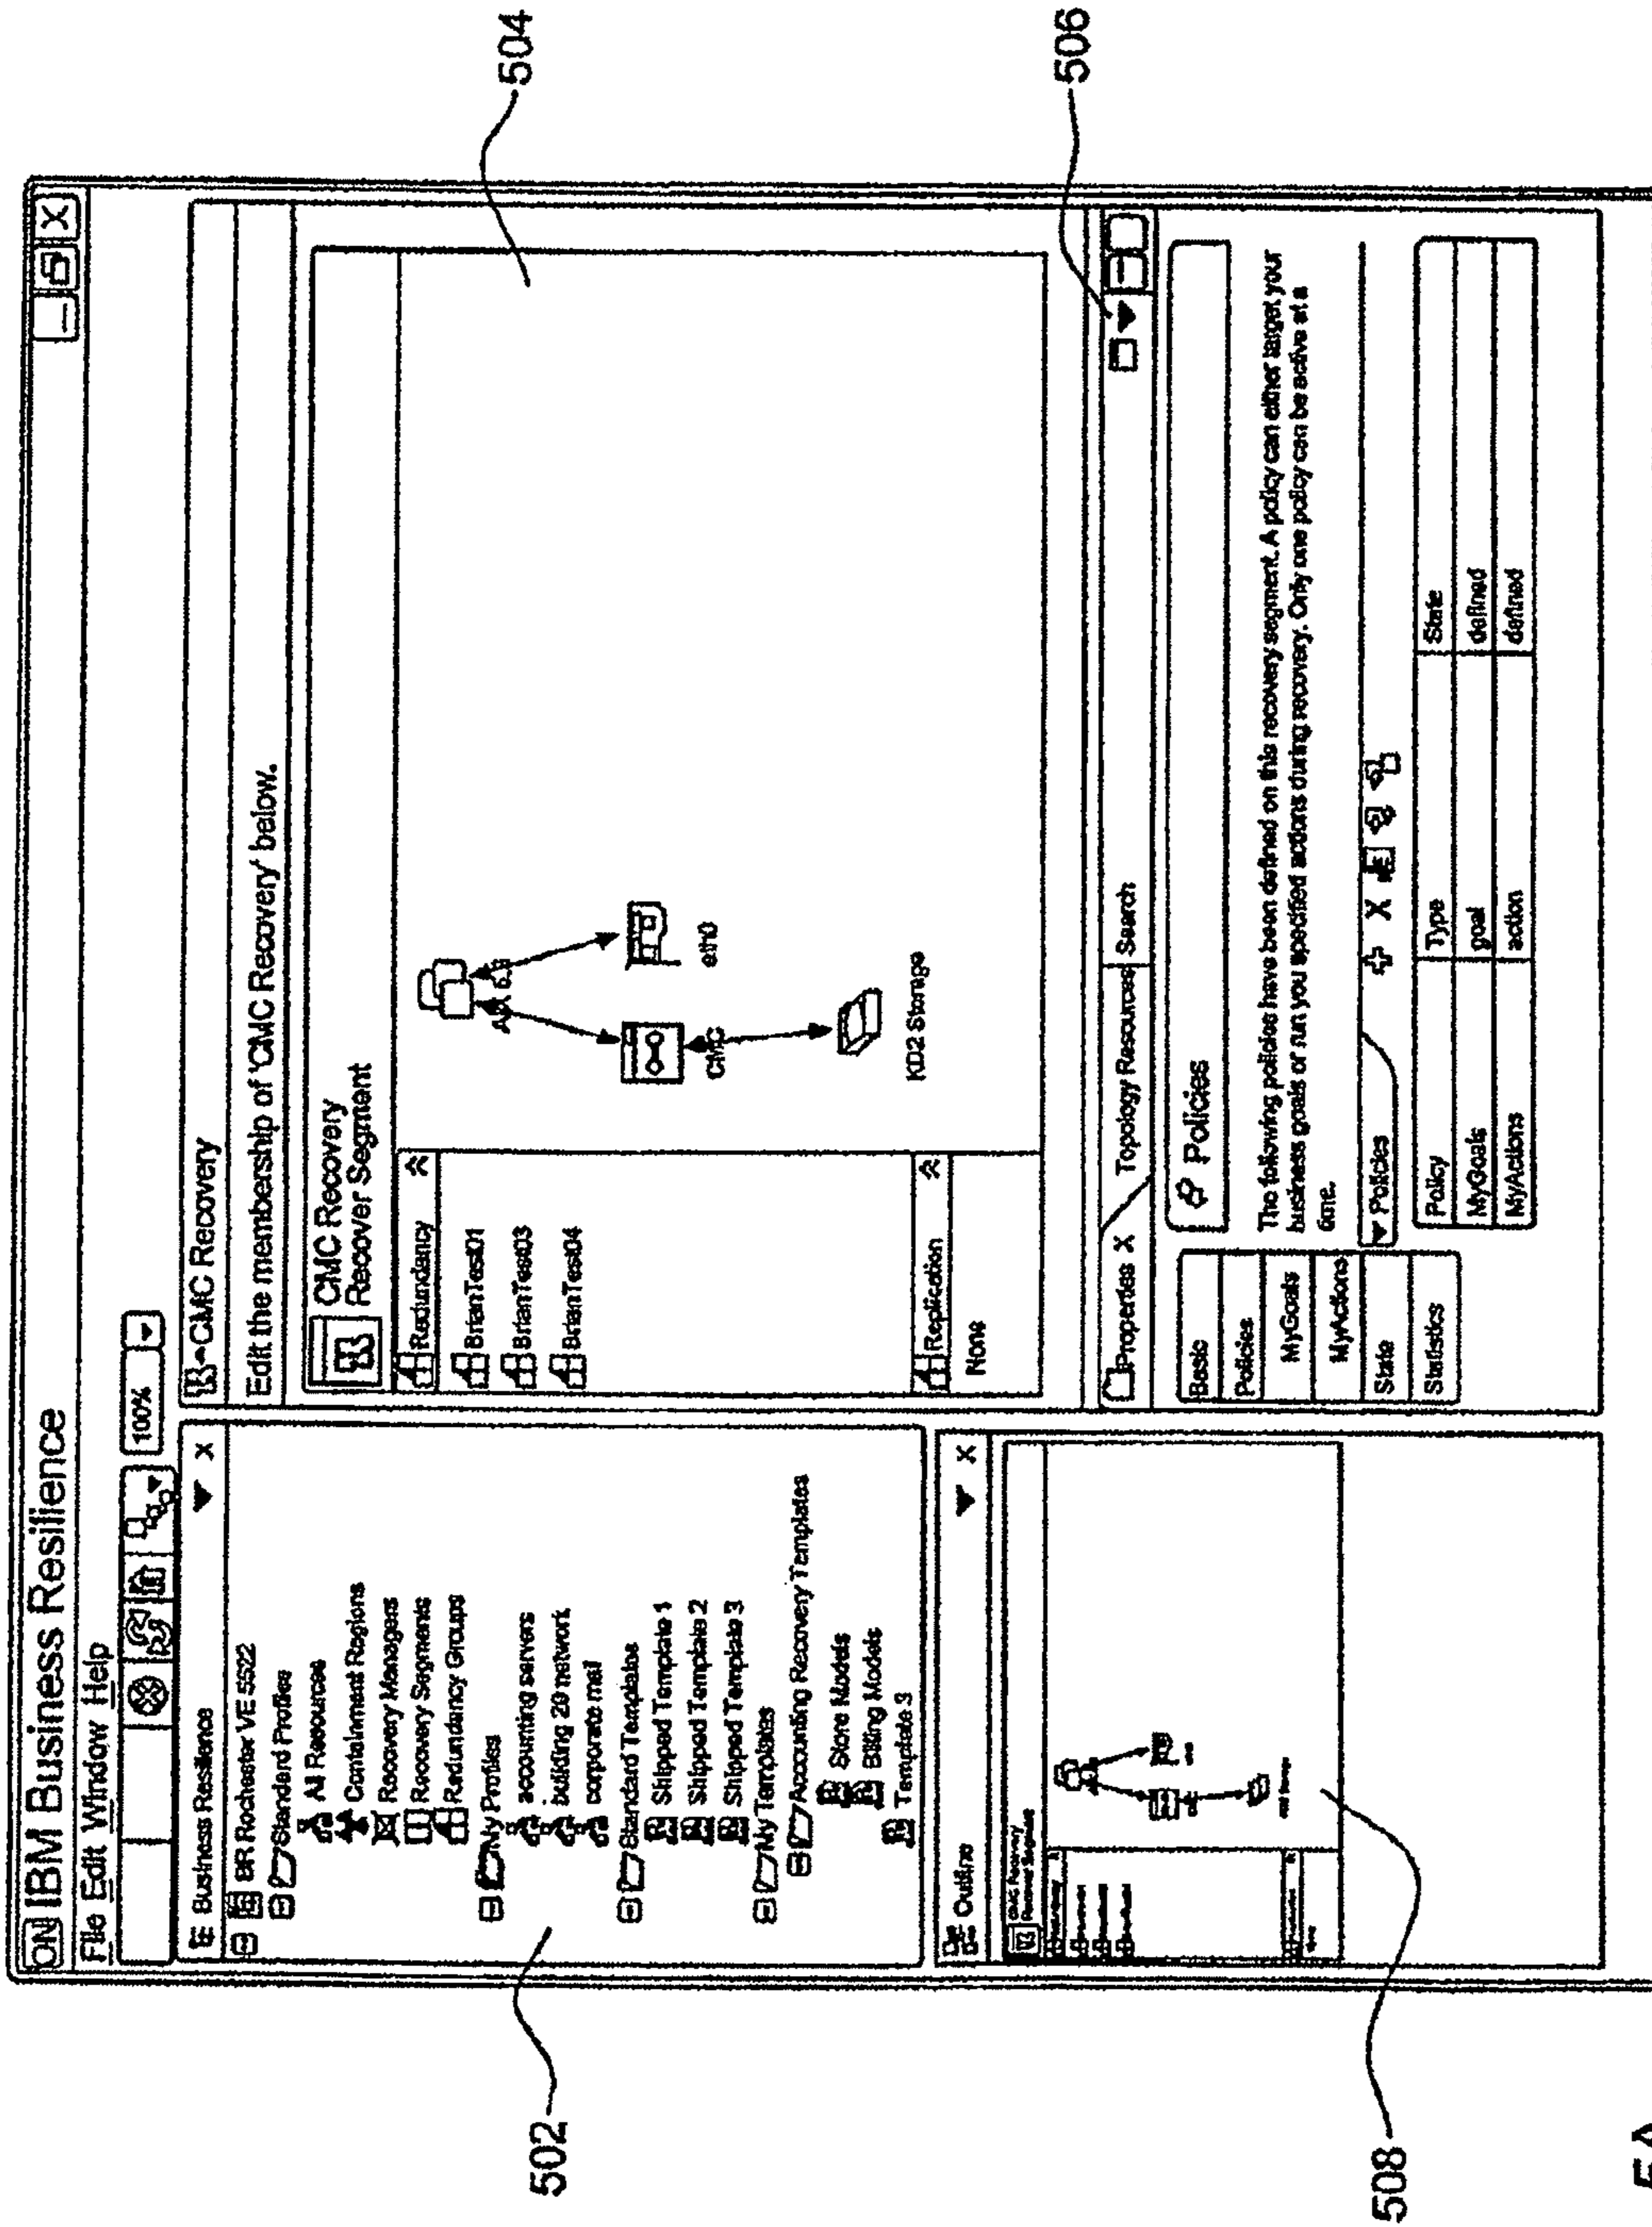 ON IBM Business Resilience
File Edit Window Help
100%
Business Resilience X
BR Rochester VE 5522
Standard Profiles
All Resources
Containment Regions
Recovery Managers
Recovery Segments
Redundancy Groups
My Profiles
accounting servers
building 20 network
corporate mail
Standard Templates
Shipped Template 1
Shipped Template 2
Shipped Template 3
My Templates
Accounting Recovery Templates
Store Models
Billing Models
Template 3
Outline X
CMC Recovery
Recover Segment
CMC Recovery
Edit the membership of 'CMC Recovery' below.
CMC Recovery
Recover Segment
Redundancy
BrianTest01
BrianTest03
BrianTest04
Replication
None
eth0
CMC
KD2 Storage
Properties X Topology Resources Search
Basic
Policies
MyGoals
MyActions
State
Statistics
Policies
The following policies have been defined on this recovery segment. A policy can either target your
business goals or run you specified actions during recovery. Only one policy can be active at a
time.
Policies
Policy Type State
MyGoals goal defined
MyActions action defined
502
504
506
508
5A